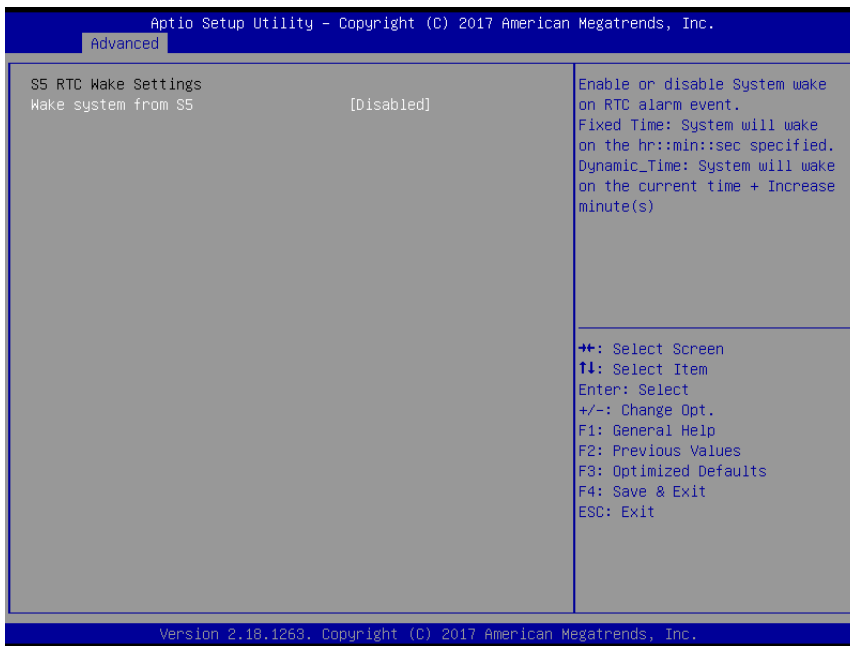 Aptio Setup Utility – Copyright (C) 2017 American Megatrends, Inc.
Advanced
S5 RTC Wake Settings
Wake system from S5 [Disabled]
Enable or disable System wake
on RTC alarm event.
Fixed Time: System will wake
on the hr::min::sec specified.
Dynamic_Time: System will wake
on the current time + Increase
minute(s)
→←: Select Screen
↑↓: Select Item
Enter: Select
+/-: Change Opt.
F1: General Help
F2: Previous Values
F3: Optimized Defaults
F4: Save & Exit
ESC: Exit
Version 2.18.1263. Copyright (C) 2017 American Megatrends, Inc.